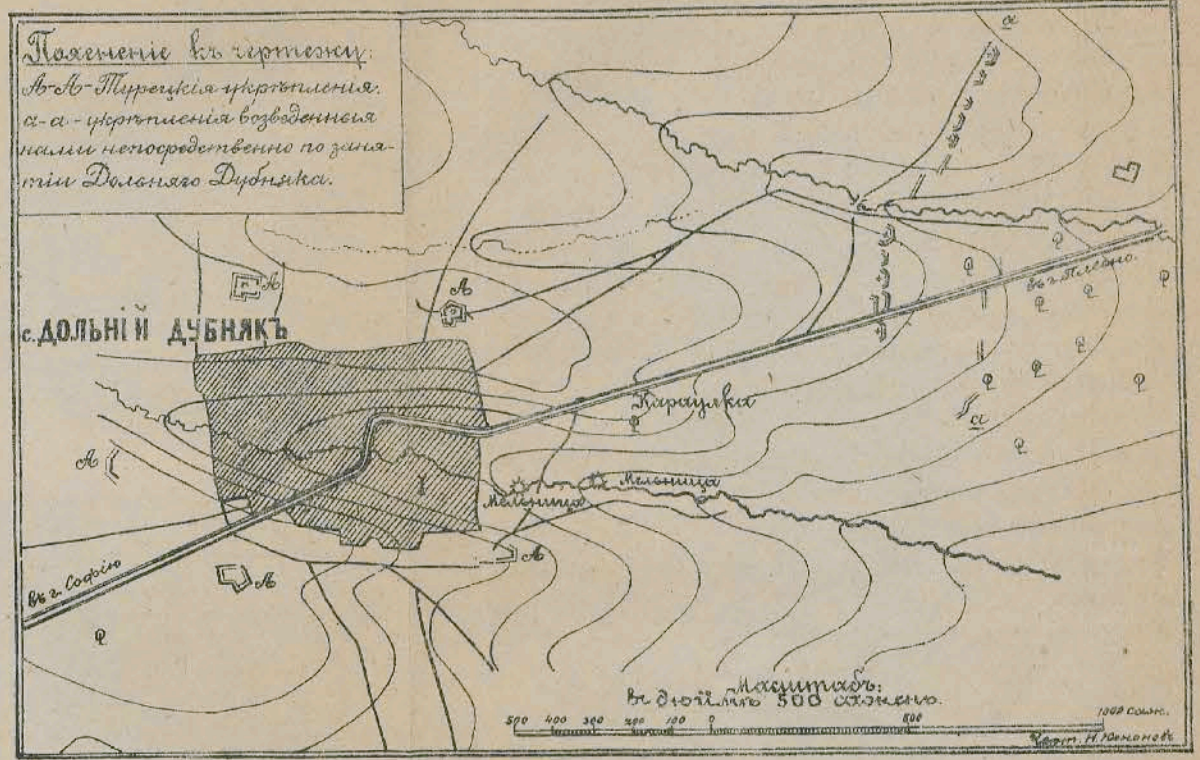 Поясненіе къ чертежу:
А-А-Турецкія укрѣпленія.
а-а-укрѣпленія возведенныя
нами непосредственно по заня-
тіи Дольняго Дубняка.
а
А
А
с. ДОЛЬНІЙ ДУБНЯКЪ
въ г. Плевно.
Караулка
а
А
Мельница
Мельница
А
А
въ г. Софію
Масштабъ:
въ дюймѣ 500 саженъ.
500 400 300 200 100 0 500 1000 саж.
Черт. Н.